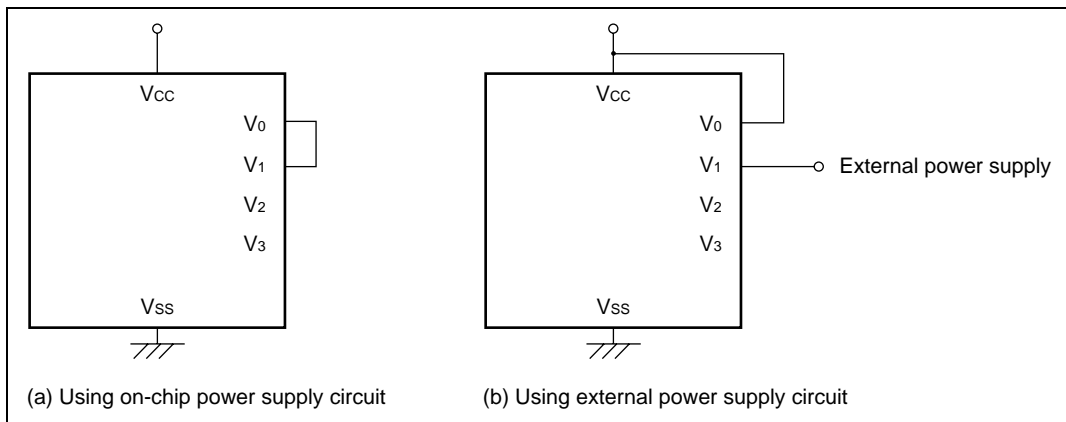 VCC
V0
V1
V2
V3
VSS
(a) Using on-chip power supply circuit
VCC
V0
V1 External power supply
V2
V3
VSS
(b) Using external power supply circuit